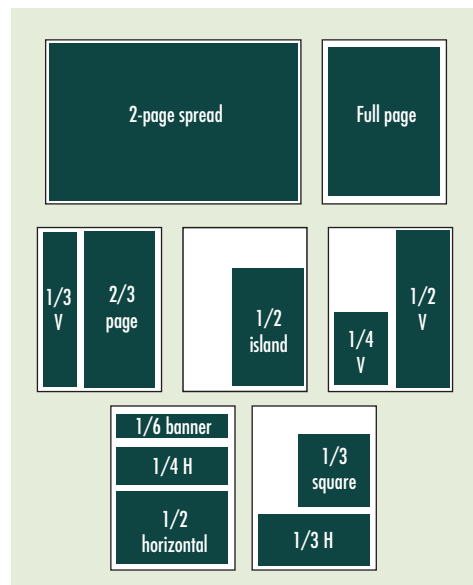 2-page spread
Full page
1/3
V
2/3
page
1/2
island
1/4
V
1/2
V
1/6 banner
1/4 H
1/2
horizontal
1/3
square
1/3 H